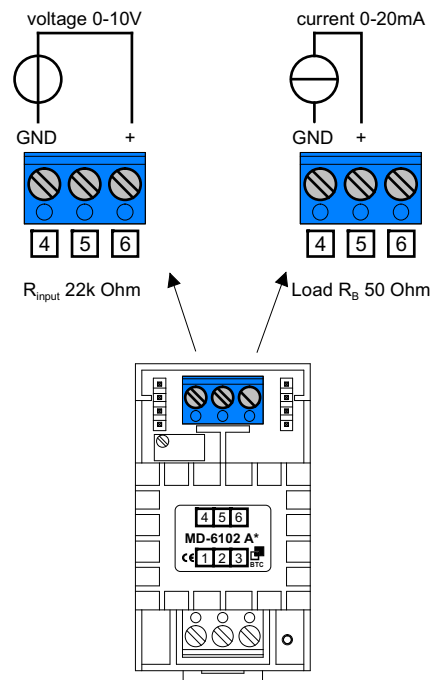 voltage 0-10V
current 0-20mA
GND +
GND +
4 5 6
4 5 6
Rinput 22k Ohm
Load RB 50 Ohm
4 5 6
MD-6102 A*
CE 1 2 3 BTC